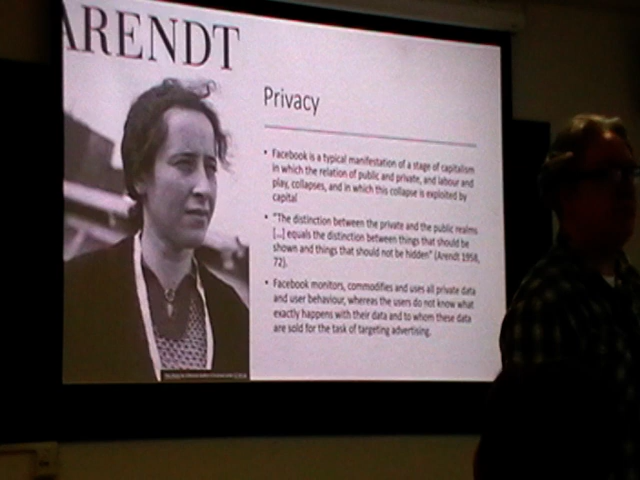 ARENDT
Privacy
• Facebook is a typical manifestation of a stage of capitalism
in which the relation of public and private, and labour and
play, collapses, and in which this collapse is exploited by
capital
• "The distinction between the private and the public realms
[...] equals the distinction between things that should be
shown and things that should not be hidden" (Arendt 1958,
72).
• Facebook monitors, commodifies and uses all private data
and user behaviour, whereas the users do not know what
exactly happens with their data and to whom these data
are sold for the task of targeting advertising.